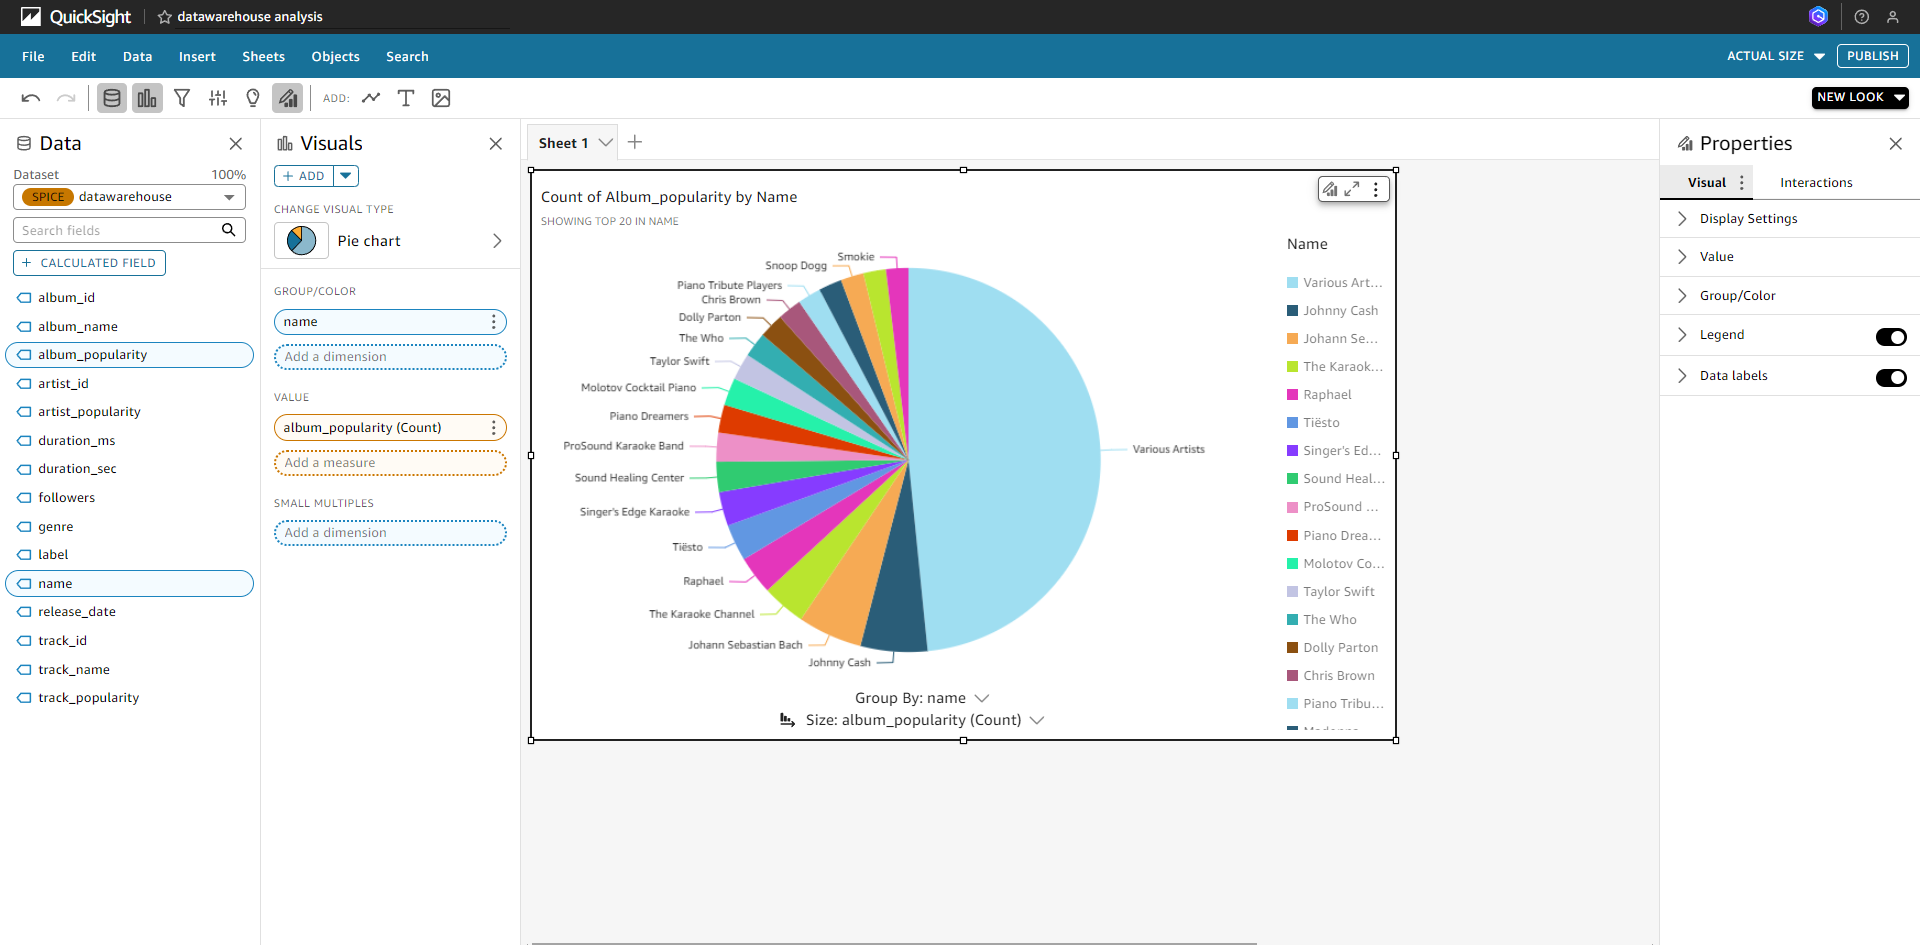 QuickSight
datawarehouse analysis
File Edit Data Insert Sheets Objects Search
ACTUAL SIZE
PUBLISH
ADD:
NEW LOOK
Data
Dataset 100%
SPICE datawarehouse
Search fields
+ CALCULATED FIELD
album_id
album_name
album_popularity
artist_id
artist_popularity
duration_ms
duration_sec
followers
genre
label
name
release_date
track_id
track_name
track_popularity
Visuals
+ ADD
CHANGE VISUAL TYPE
Pie chart
GROUP/COLOR
name
Add a dimension
VALUE
album_popularity (Count)
Add a measure
SMALL MULTIPLES
Add a dimension
Sheet 1
Count of Album_popularity by Name
SHOWING TOP 20 IN NAME
Smokie
Snoop Dogg
Piano Tribute Players
Chris Brown
Dolly Parton
The Who
Taylor Swift
Molotov Cocktail Piano
Piano Dreamers
ProSound Karaoke Band
Sound Healing Center
Singer's Edge Karaoke
Tiësto
Raphael
The Karaoke Channel
Johann Sebastian Bach
Johnny Cash
Various Artists
Group By: name
Size: album_popularity (Count)
Name
Various Art...
Johnny Cash
Johann Se...
The Karaok...
Raphael
Tiësto
Singer's Ed...
Sound Heal...
ProSound ...
Piano Drea...
Molotov Co...
Taylor Swift
The Who
Dolly Parton
Chris Brown
Piano Tribu...
Properties
Visual
Interactions
Display Settings
Value
Group/Color
Legend
Data labels